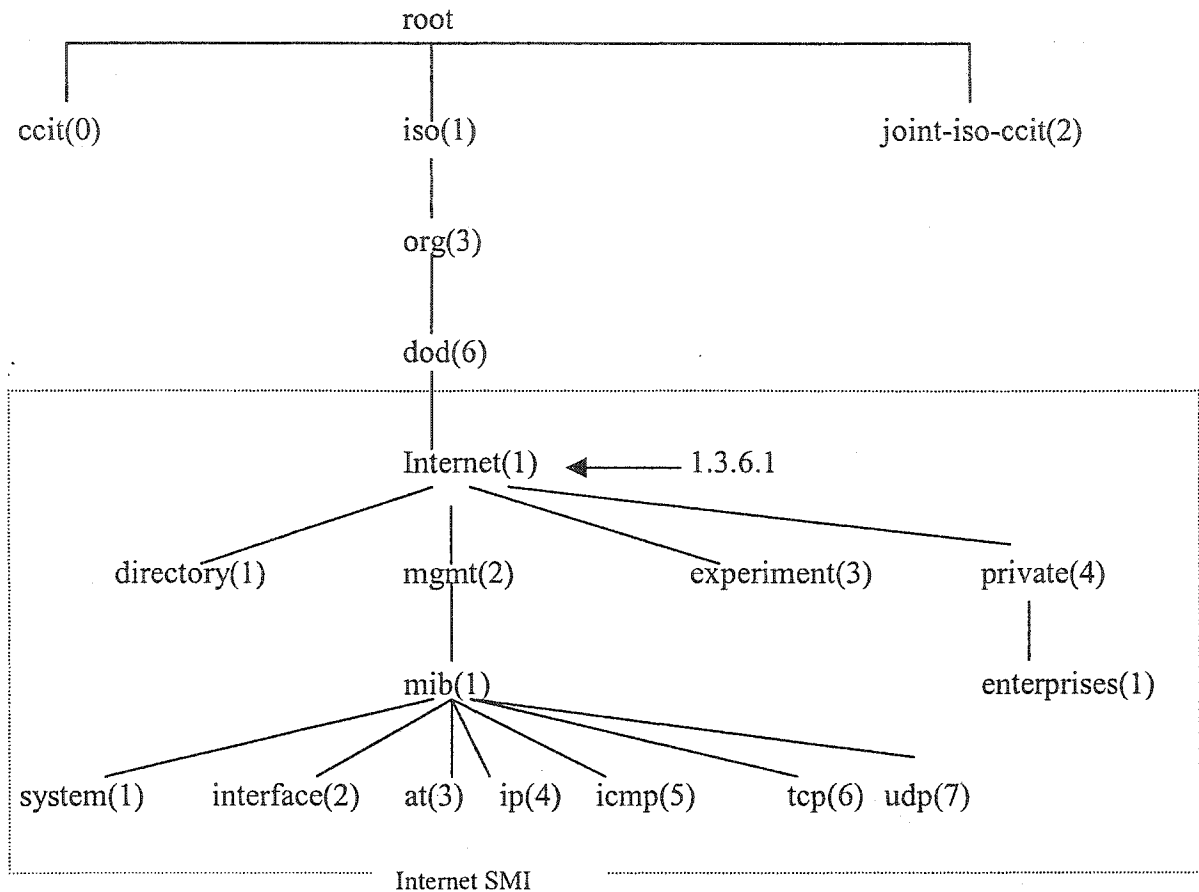 root
ccit(0) iso(1) joint-iso-ccit(2)
org(3)
dod(6)
Internet(1) 1.3.6.1
directory(1) mgmt(2) experiment(3) private(4)
mib(1) enterprises(1)
system(1) interface(2) at(3) ip(4) icmp(5) tcp(6) udp(7)
Internet SMI